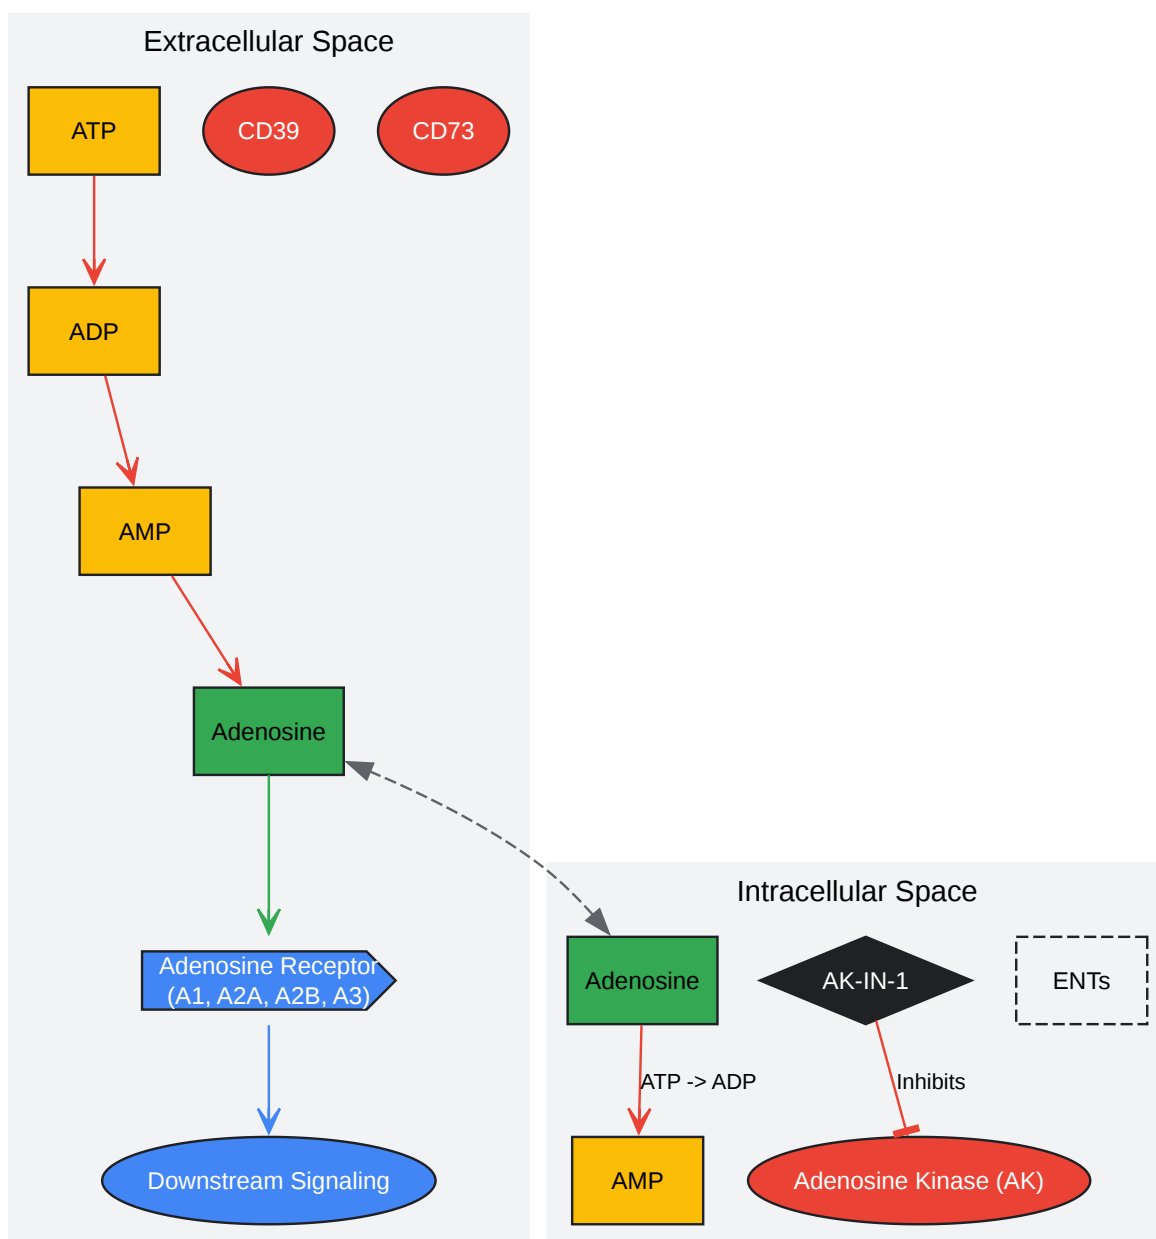 Extracellular Space
ATP
CD39
CD73
ADP
AMP
Adenosine
Adenosine Receptor
(A1, A2A, A2B, A3)
Downstream Signaling
Intracellular Space
Adenosine
AK-IN-1
ENTs
ATP -> ADP
Inhibits
AMP
Adenosine Kinase (AK)